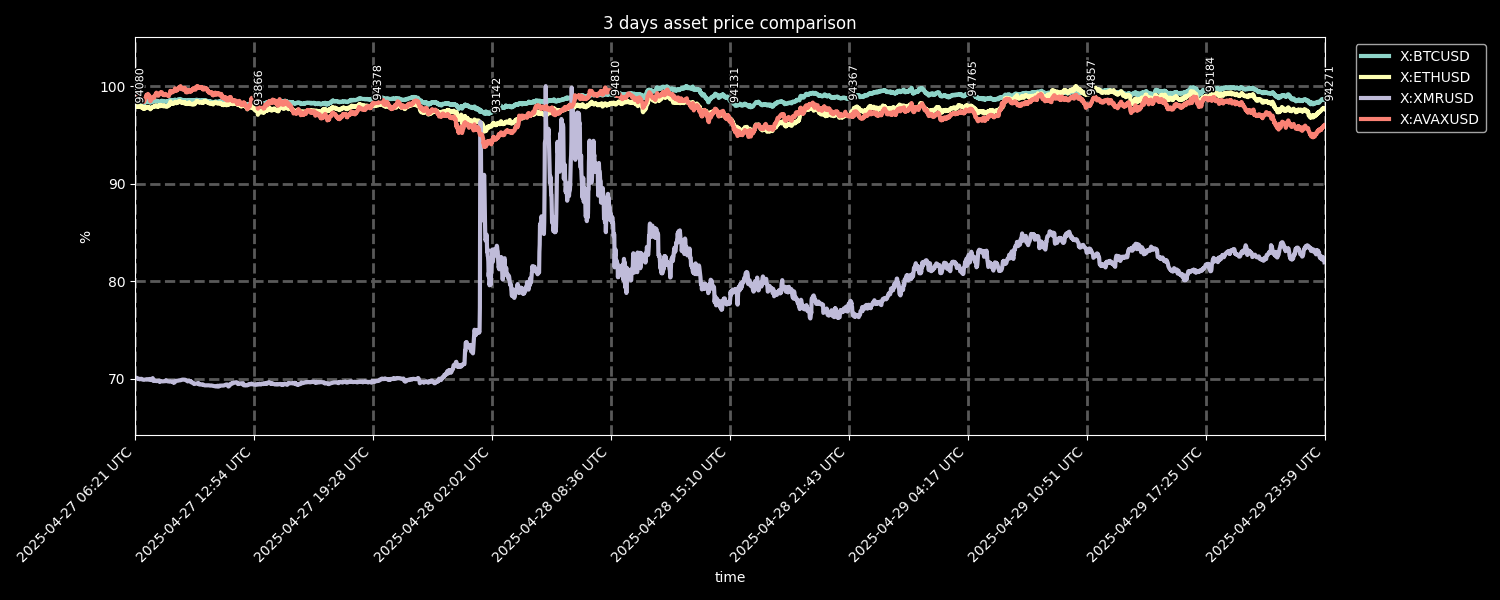 3 days asset price comparison
X:BTCUSD
X:ETHUSD
X:XMRUSD
X:AVAXUSD
94080
93866
94378
93142
94810
94131
94367
94765
94857
95184
94271
100
90
80
70
%
2025-04-27 06:21 UTC
2025-04-27 12:54 UTC
2025-04-27 19:28 UTC
2025-04-28 02:02 UTC
2025-04-28 08:36 UTC
2025-04-28 15:10 UTC
2025-04-28 21:43 UTC
2025-04-29 04:17 UTC
2025-04-29 10:51 UTC
2025-04-29 17:25 UTC
2025-04-29 23:59 UTC
time